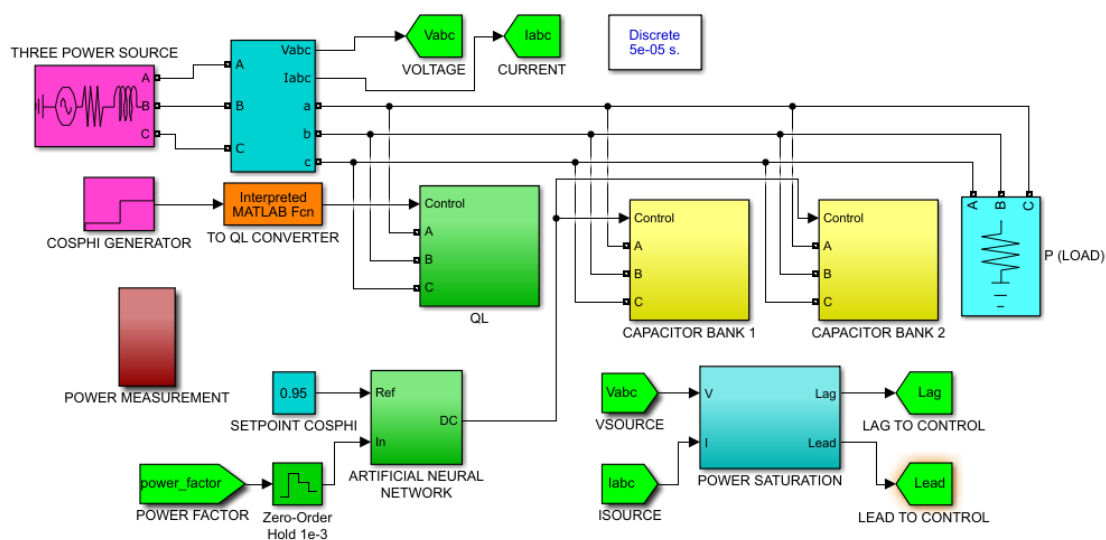 THREE POWER SOURCE
A
B
C
A
B
C
Vabc
Iabc
a
b
c
Vabc
VOLTAGE
Iabc
CURRENT
Discrete
5e-05 s.
COSPHI GENERATOR
Interpreted
MATLAB Fcn
TO QL CONVERTER
Control
A
B
C
QL
Control
A
B
C
CAPACITOR BANK 1
Control
A
B
C
CAPACITOR BANK 2
A
B
C
P (LOAD)
POWER MEASUREMENT
0.95
SETPOINT COSPHI
Ref
In
DC
ARTIFICIAL NEURAL
NETWORK
power_factor
POWER FACTOR
Zero-Order
Hold 1e-3
Vabc
VSOURCE
Iabc
ISOURCE
V
I
Lag
Lead
POWER SATURATION
Lag
LAG TO CONTROL
Lead
LEAD TO CONTROL